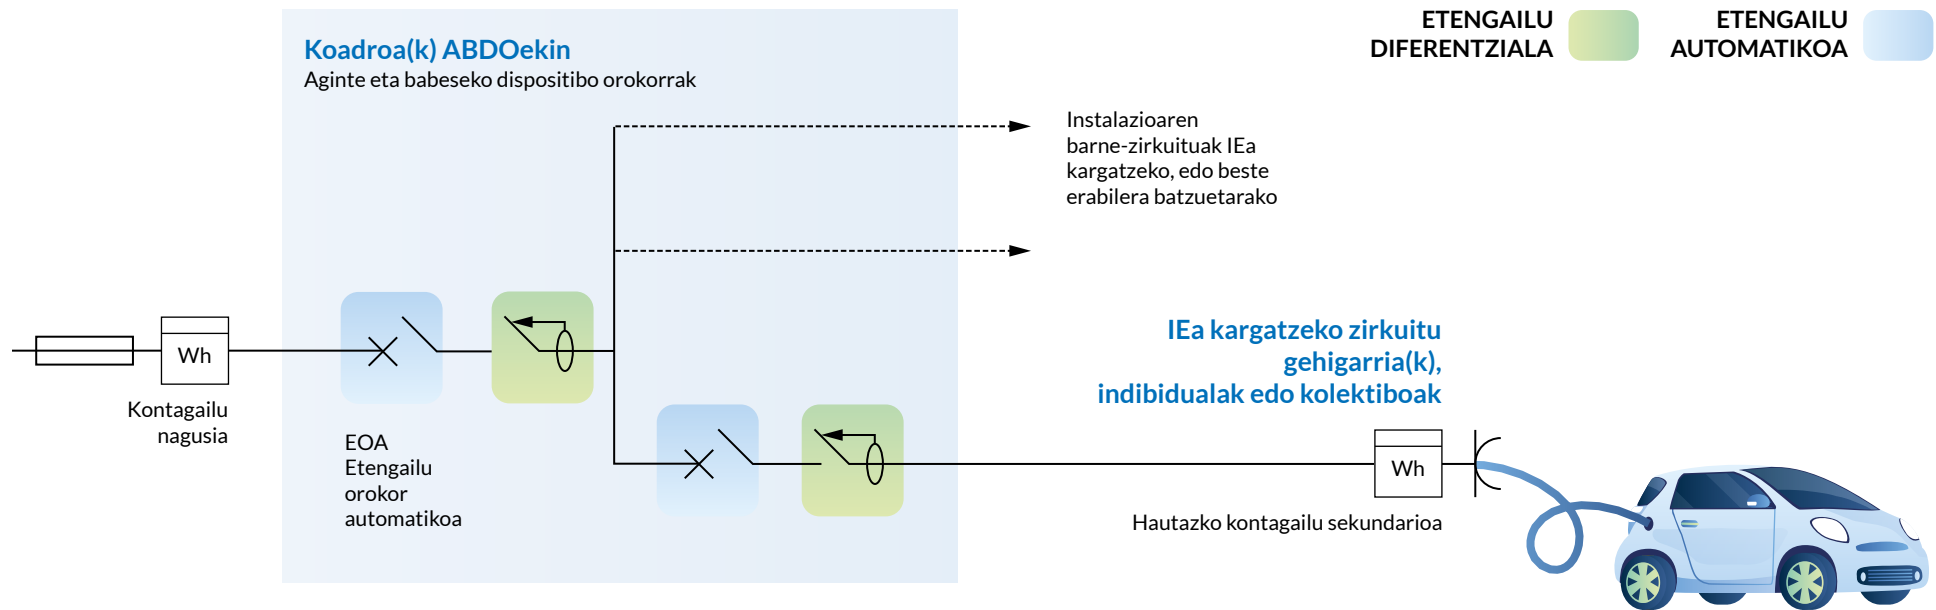 Koadroa(k) ABDOekin
Aginte eta babeseko dispositibo orokorrak
ETENGAILU
DIFERENTZIALA
ETENGAILU
AUTOMATIKOA
Instalazioaren
barne-zirkuituak IEa
kargatzeko, edo beste
erabilera batzuetarako
Wh
Kontagailu
nagusia
EOA
Etengailu
orokor
automatikoa
IEa kargatzeko zirkuitu
gehigarria(k),
indibidualak edo kolektiboak
Wh
Hautazko kontagailu sekundarioa